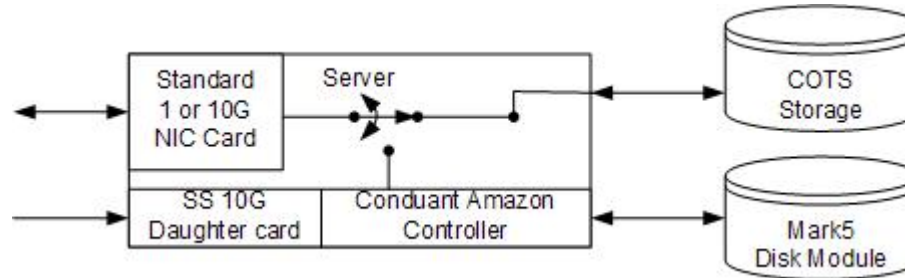 Standard
1 or 10G
NIC Card
Server
COTS
Storage
SS 10G
Daughter card
Conduant Amazon
Controller
Mark5
Disk Module